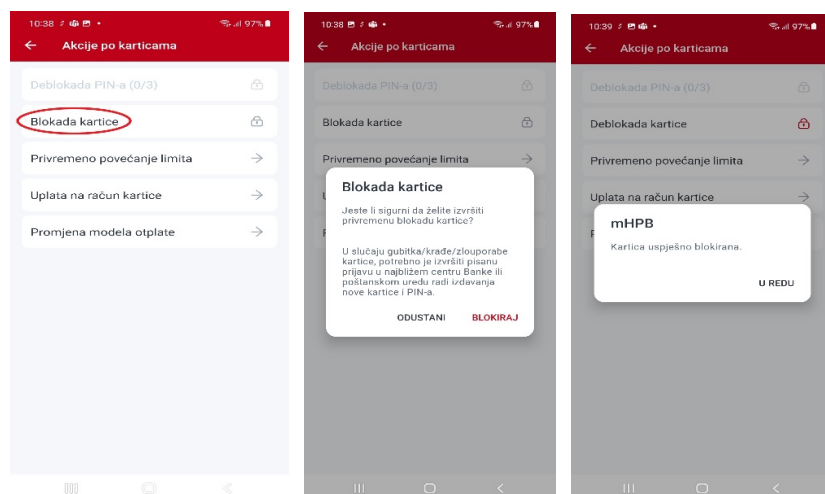 10:38
97%
Akcije po karticama
Deblokada PIN-a (0/3)
Blokada kartice
Privremeno povećanje limita
Uplata na račun kartice
Promjena modela otplate
10:38
97%
Akcije po karticama
Deblokada PIN-a (0/3)
Blokada kartice
Privremeno povećanje limita
Blokada kartice
Jeste li sigurni da želite izvršiti
privremenu blokadu kartice?
U slučaju gubitka/krađe/zlouporabe
kartice, potrebno je izvršiti pisanu
prijavu u najbližem centru Banke ili
poštanskom uredu radi izdavanja
nove kartice i PIN-a.
ODUSTANI BLOKIRAJ
10:39
97%
Akcije po karticama
Deblokada PIN-a (0/3)
Deblokada kartice
Privremeno povećanje limita
Uplata na račun kartice
mHPB
Kartica uspješno blokirana.
U REDU